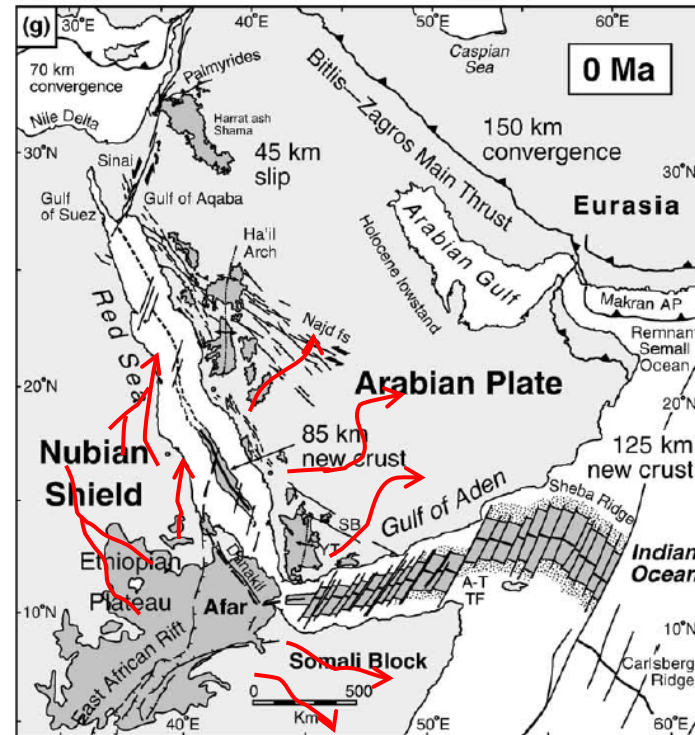 (g)
30°E
40°E
50°E
60°E
Caspian
Sea
0 Ma
70 km
convergence
Palmyrides
Nile Delta
Harrat ash
Shama
Bitlis—Zagros Main Thrust
150 km
convergence
30°N
30°N
Sinai
45 km
slip
Gulf
of Suez
Gulf of Aqaba
Eurasia
Ha'il
Arch
Arabian Gulf
Holocene lowstand
Makran AP
Red Sea
Najd fs
Remnant
Semail
Ocean
20°N
20°N
Arabian Plate
Nubian
Shield
85 km
new crust
125 km
new crust
Gulf of Aden
Sheba Ridge
SB
YT
Indian
Ocean
Ethiopian
Plateau
Danakil
Afar
A-T
TF
10°N
10°N
East African Rift
Somali Block
Carlsberg
Ridge
0
500
Km
40°E
50°E
60°E